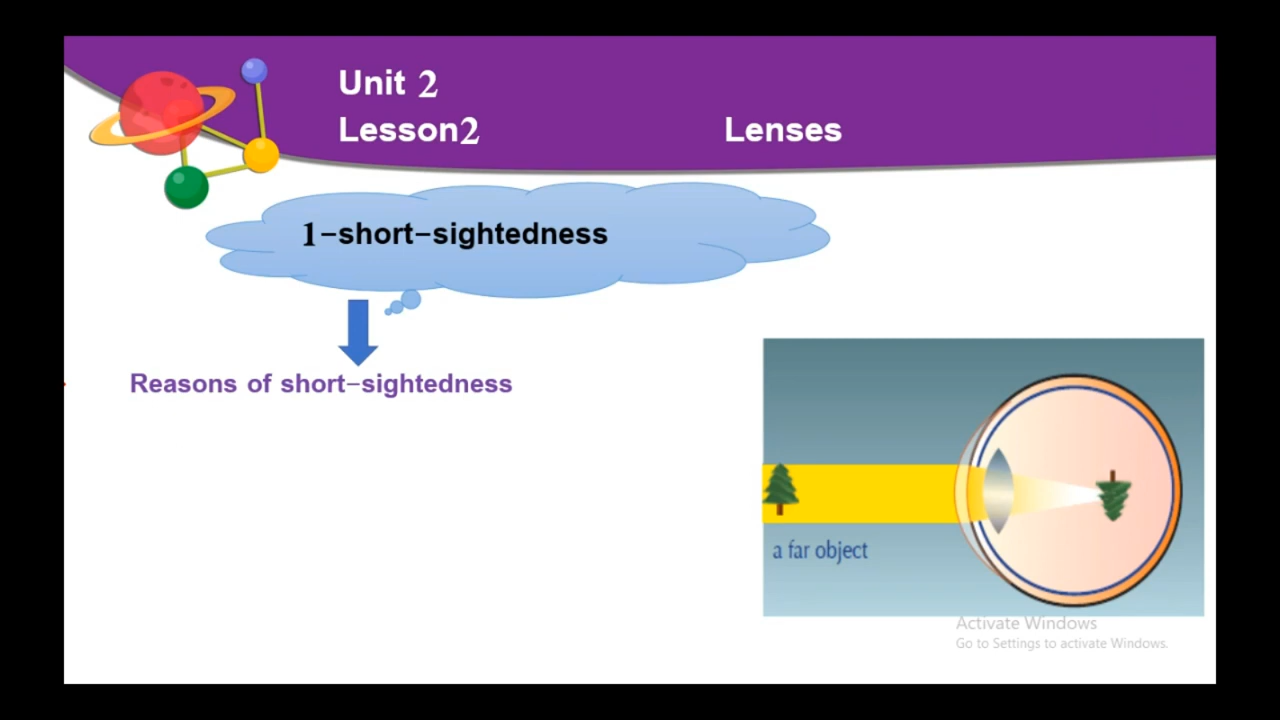 Unit 2
Lesson2 Lenses
1-short-sightedness
Reasons of short-sightedness
a far object
Activate Windows
Go to Settings to activate Windows.